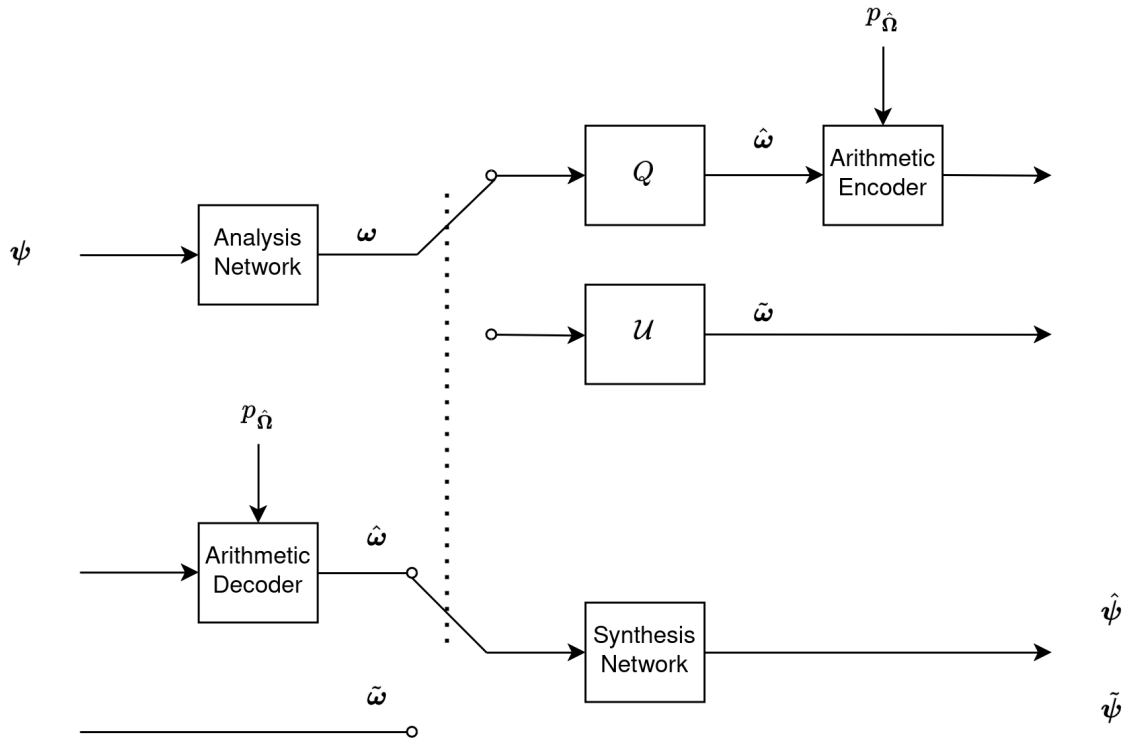 p_Ω̂
ω̂
Arithmetic
Encoder
Q
Analysis
Network
ω
ψ
𝒰
ω̃
p_Ω̂
ω̂
Arithmetic
Decoder
Synthesis
Network
ψ̂
ω̃
ψ̃